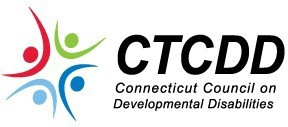 CTCDD
Connecticut Council on
Developmental Disabilities